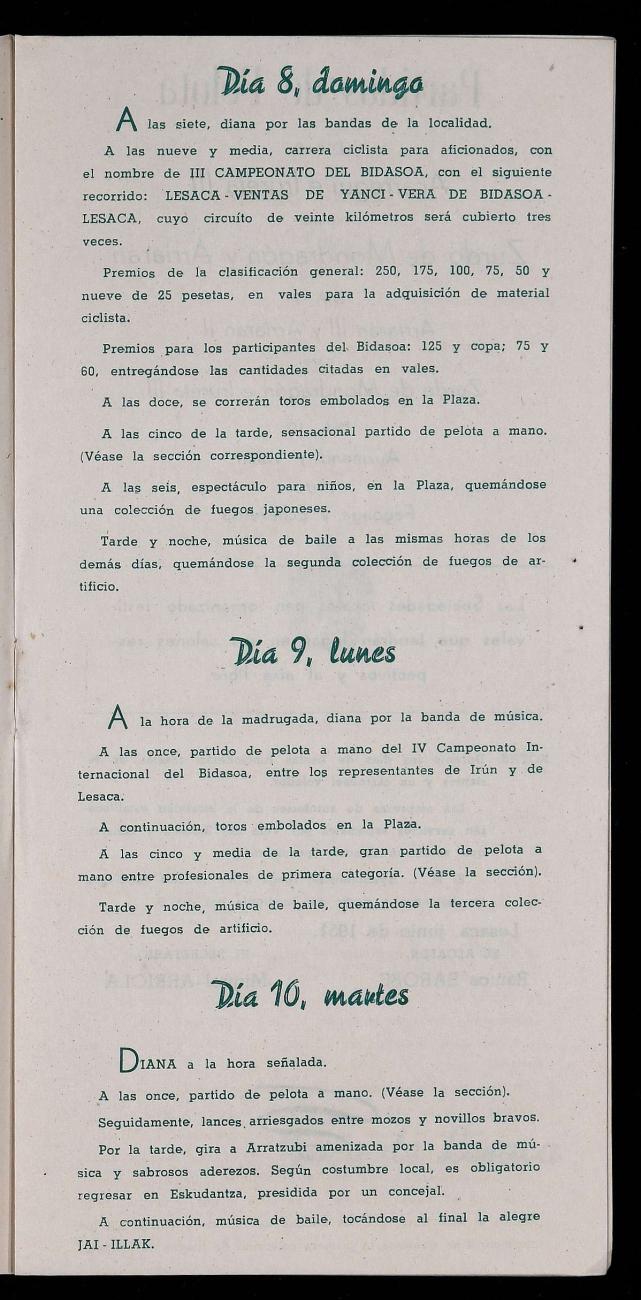 Día 8, domingo
A las siete, diana por las bandas de la localidad.
A las nueve y media, carrera ciclista para aficionados, con
el nombre de III CAMPEONATO DEL BIDASOA, con el siguiente
recorrido: LESACA - VENTAS DE YANCI - VERA DE BIDASOA -
LESACA, cuyo circuíto de veinte kilómetros será cubierto tres
veces.
Premios de la clasificación general: 250, 175, 100, 75, 50 y
nueve de 25 pesetas, en vales para la adquisición de material
ciclista.
Premios para los participantes del Bidasoa: 125 y copa; 75 y
60, entregándose las cantidades citadas en vales.
A las doce, se correrán toros embolados en la Plaza.
A las cinco de la tarde, sensacional partido de pelota a mano.
(Véase la sección correspondiente).
A las seis, espectáculo para niños, en la Plaza, quemándose
una colección de fuegos japoneses.
Tarde y noche, música de baile a las mismas horas de los
demás días, quemándose la segunda colección de fuegos de ar-
tificio.
Día 9, lunes
A la hora de la madrugada, diana por la banda de música.
A las once, partido de pelota a mano del IV Campeonato In-
ternacional del Bidasoa, entre los representantes de Irún y de
Lesaca.
A continuación, toros embolados en la Plaza.
A las cinco y media de la tarde, gran partido de pelota a
mano entre profesionales de primera categoría. (Véase la sección).
Tarde y noche, música de baile, quemándose la tercera colec-
ción de fuegos de artificio.
Día 10, martes
DIANA a la hora señalada.
A las once, partido de pelota a mano. (Véase la sección).
Seguidamente, lances arriesgados entre mozos y novillos bravos.
Por la tarde, gira a Arratzubi amenizada por la banda de mú-
sica y sabrosos aderezos. Según costumbre local, es obligatorio
regresar en Eskudantza, presidida por un concejal.
A continuación, música de baile, tocándose al final la alegre
JAI - ILLAK.